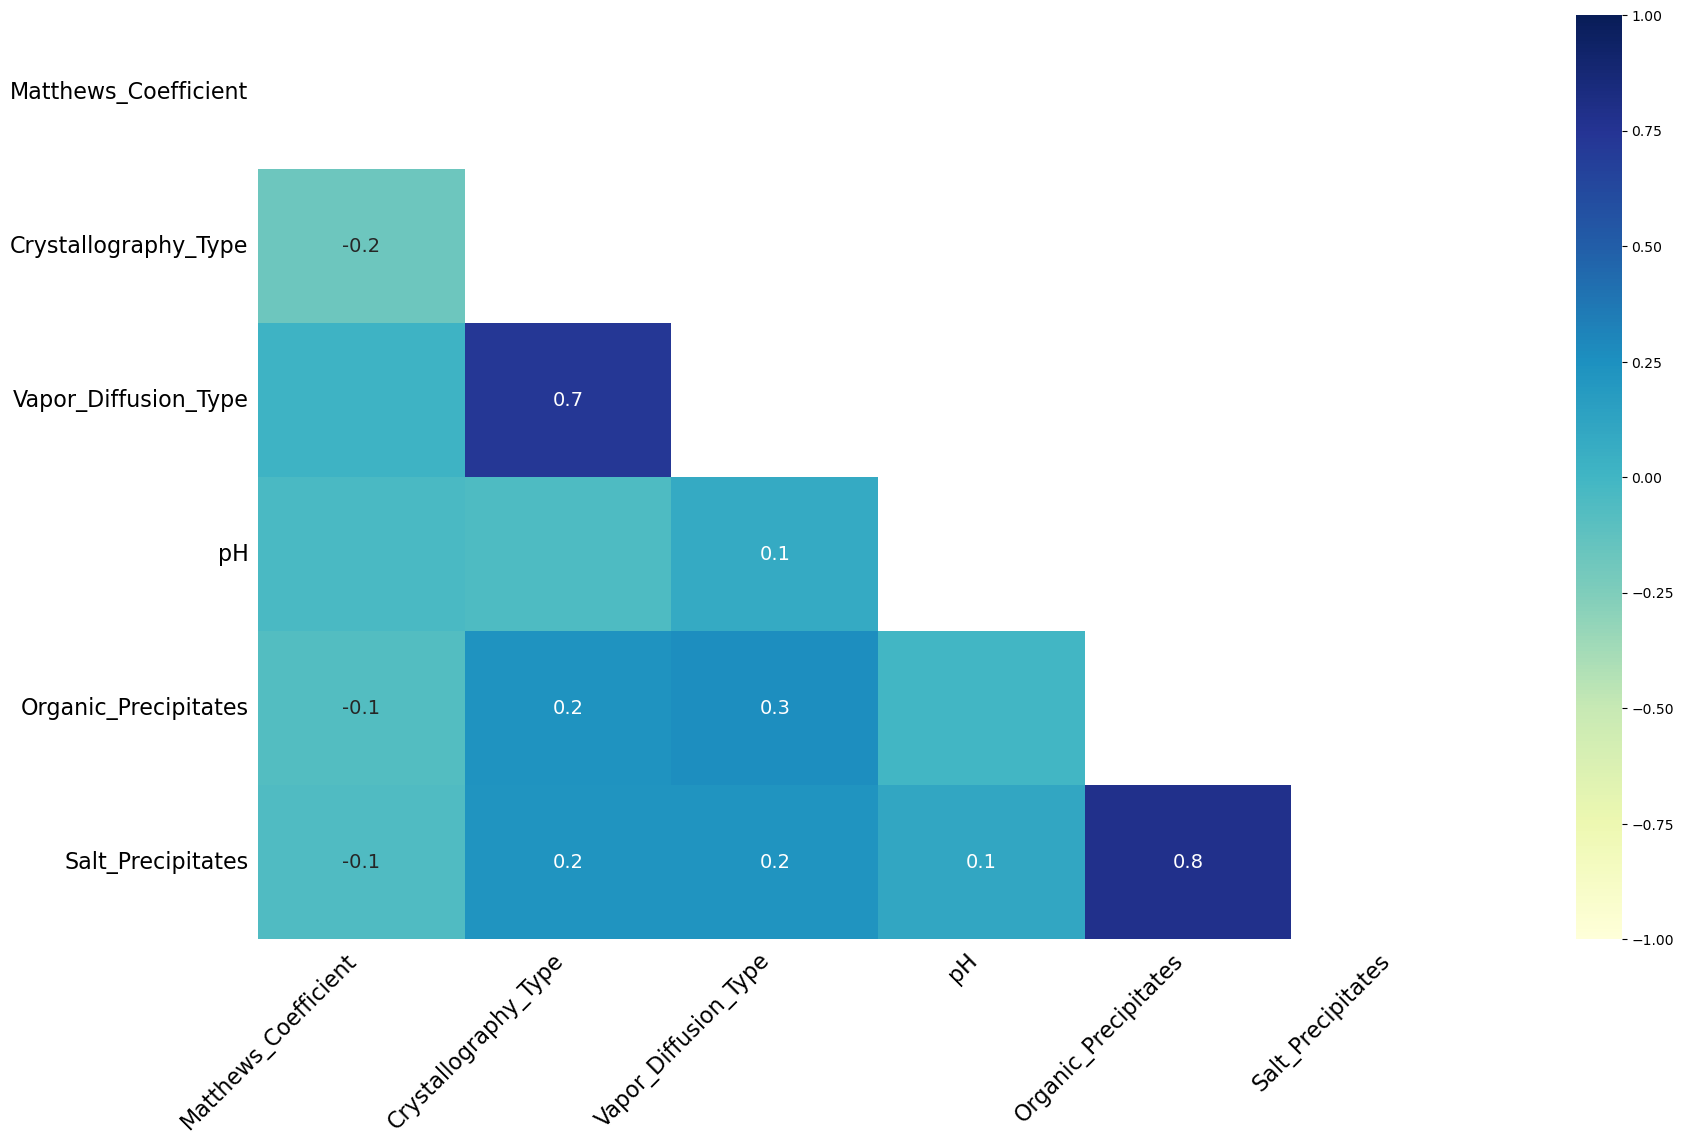 Matthews_Coefficient
Crystallography_Type
-0.2
Vapor_Diffusion_Type
0.7
pH
0.1
Organic_Precipitates
-0.1 0.2 0.3
Salt_Precipitates
-0.1 0.2 0.2 0.1 0.8
Matthews_Coefficient
Crystallography_Type
Vapor_Diffusion_Type
pH
Organic_Precipitates
Salt_Precipitates
1.00
0.75
0.50
0.25
0.00
−0.25
−0.50
−0.75
−1.00